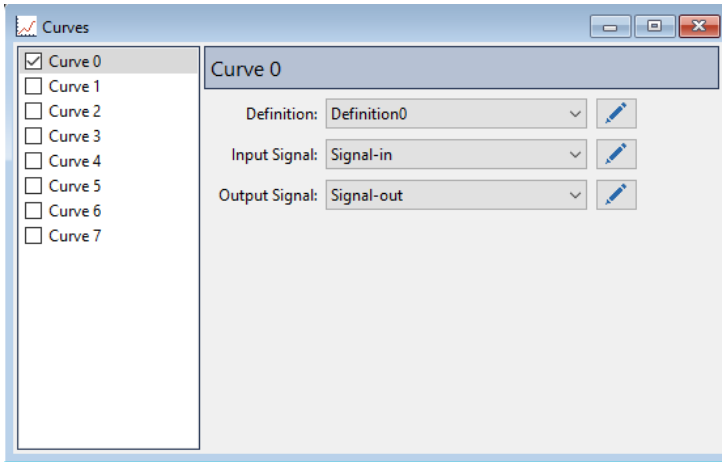 Curves
Curve 0
Curve 1
Curve 2
Curve 3
Curve 4
Curve 5
Curve 6
Curve 7
Curve 0
Definition: Definition0
Input Signal: Signal-in
Output Signal: Signal-out